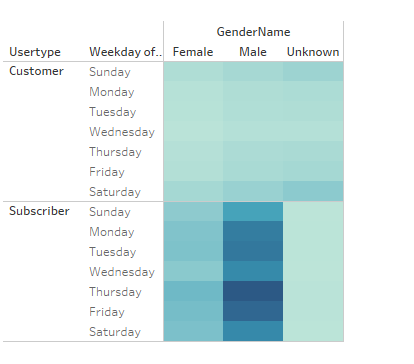 GenderName
Usertype Weekday of.. Female Male Unknown
Customer Sunday
Monday
Tuesday
Wednesday
Thursday
Friday
Saturday
Subscriber Sunday
Monday
Tuesday
Wednesday
Thursday
Friday
Saturday